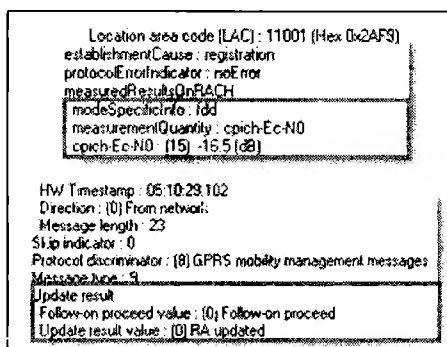 Location area code (LAC) : 11001 (Hex 0x2AF9)
establishmentCause : registration
protocolErrorIndicator : noError
measuredResultsOnRACH
modeSpecificInfo : fdd
measurementQuantity : cpich-Ec-N0
cpich-Ec-N0 : (15) -16.5 (dB)
HW Timestamp : 05:10:29.102
Direction : (0) From network
Message length : 23
Skip indicator : 0
Protocol discriminator : (8) GPRS mobility management messages
Message type : 9
Update result
Follow-on proceed value : (0) Follow-on proceed
Update result value : (0) RA updated